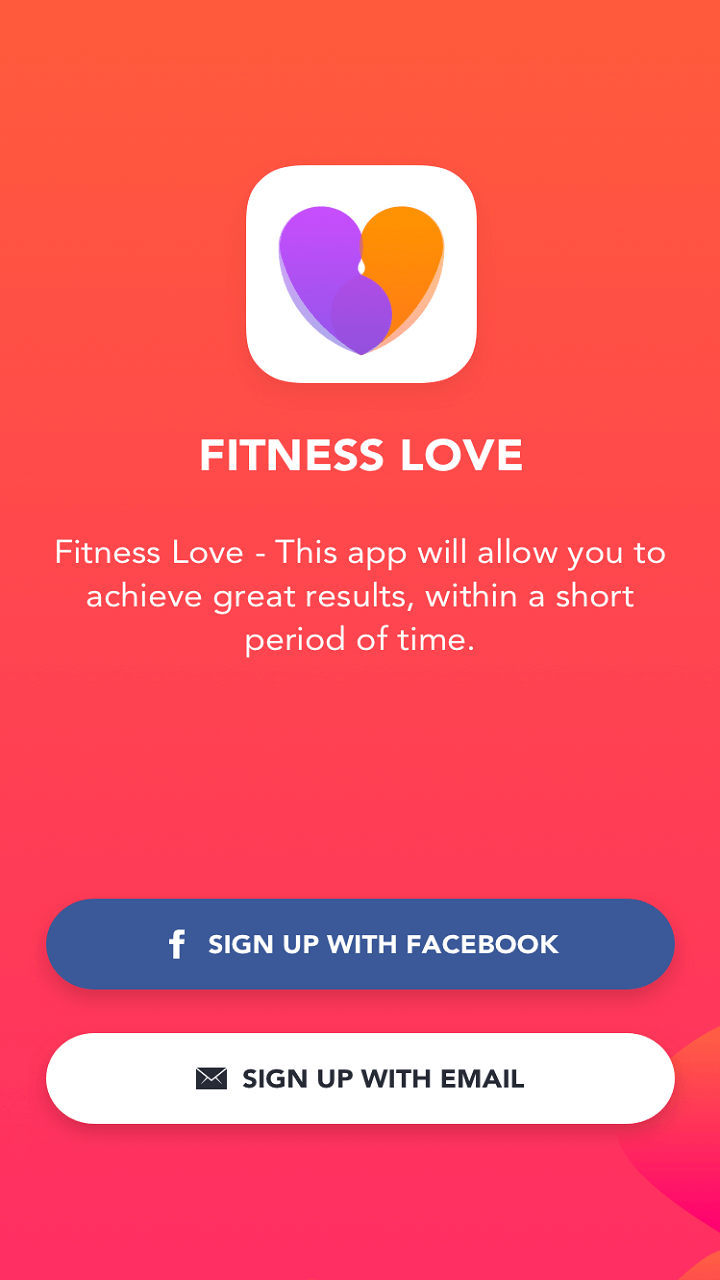 FITNESS LOVE
Fitness Love - This app will allow you to
achieve great results, within a short
period of time.
SIGN UP WITH FACEBOOK
SIGN UP WITH EMAIL